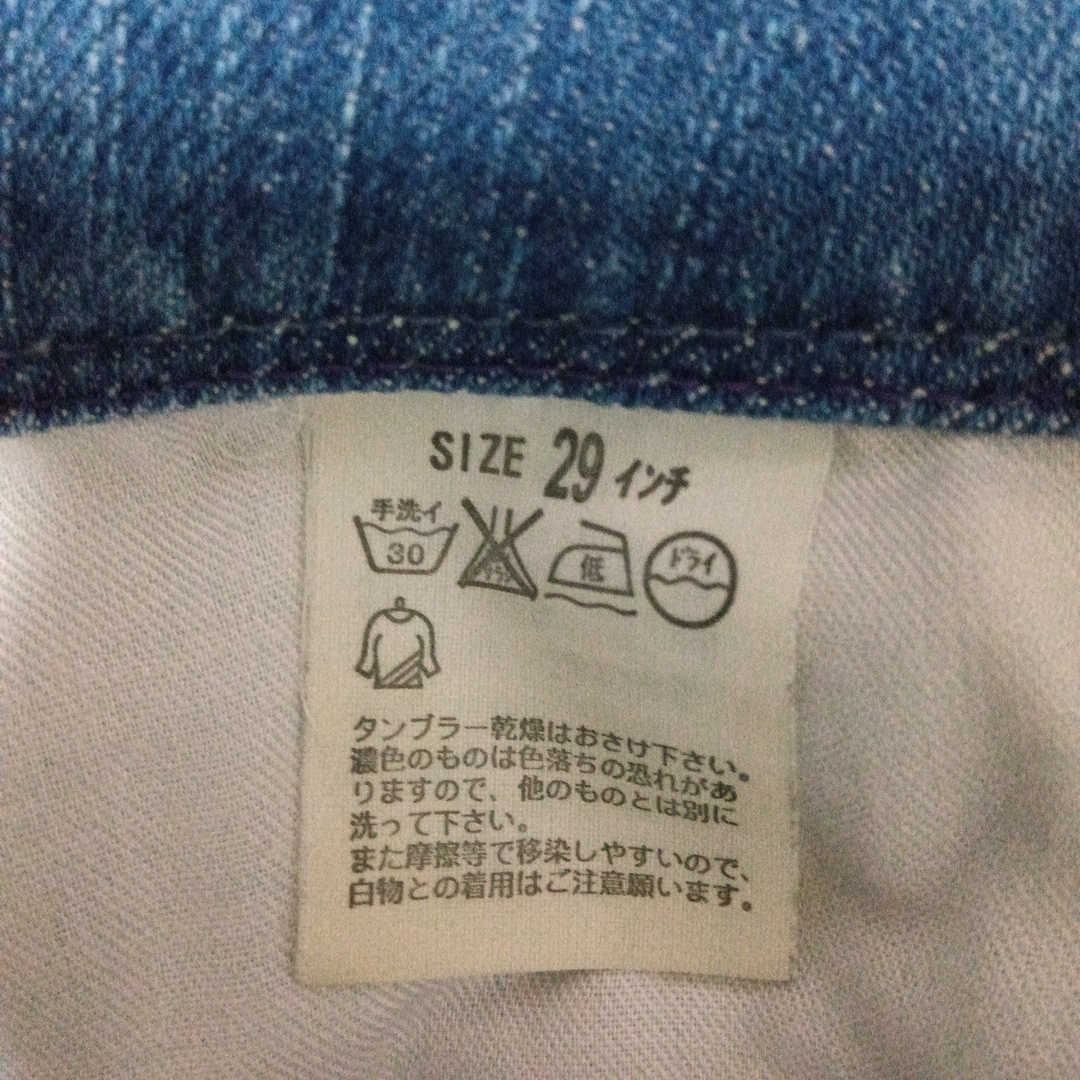 SIZE 29 インチ
手洗イ
30
低
ドライ
タンブラー乾燥はおさけ下さい。
濃色のものは色落ちの恐れがあ
りますので、他のものとは別に
洗って下さい。
また摩擦等で移染しやすいので、
白物との着用はご注意願います。